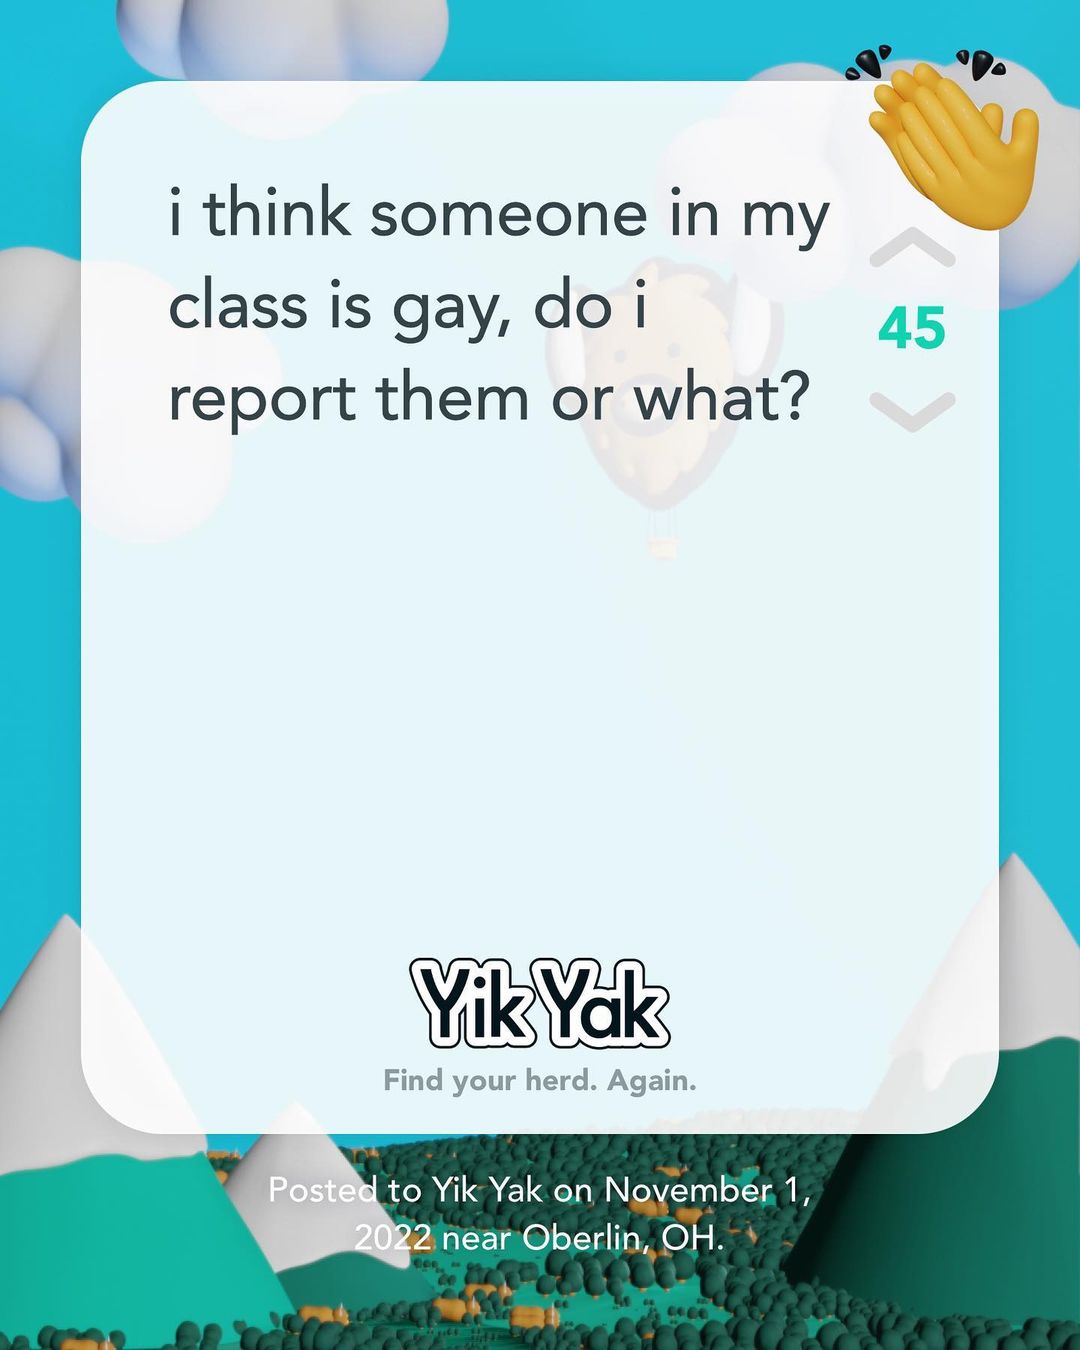 i think someone in my
class is gay, do i
report them or what?
45
Yik Yak
Find your herd. Again.
Posted to Yik Yak on November 1,
2022 near Oberlin, OH.